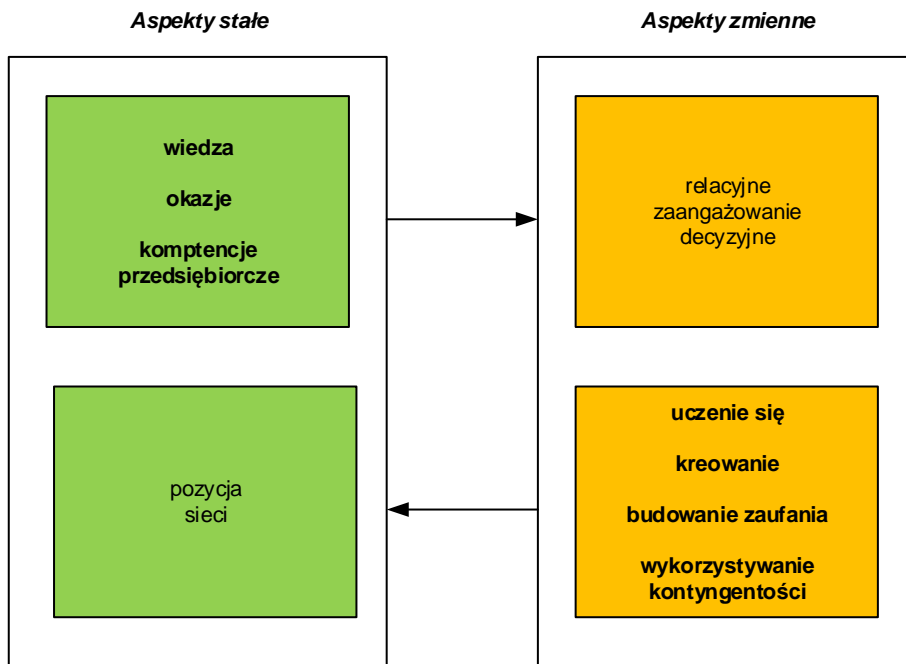 Aspekty stałe
Aspekty zmienne
wiedza
okazje
komptencje
przedsiębiorcze
relacyjne
zaangażowanie
decyzyjne
pozycja
sieci
uczenie się
kreowanie
budowanie zaufania
wykorzystywanie
kontyngentości